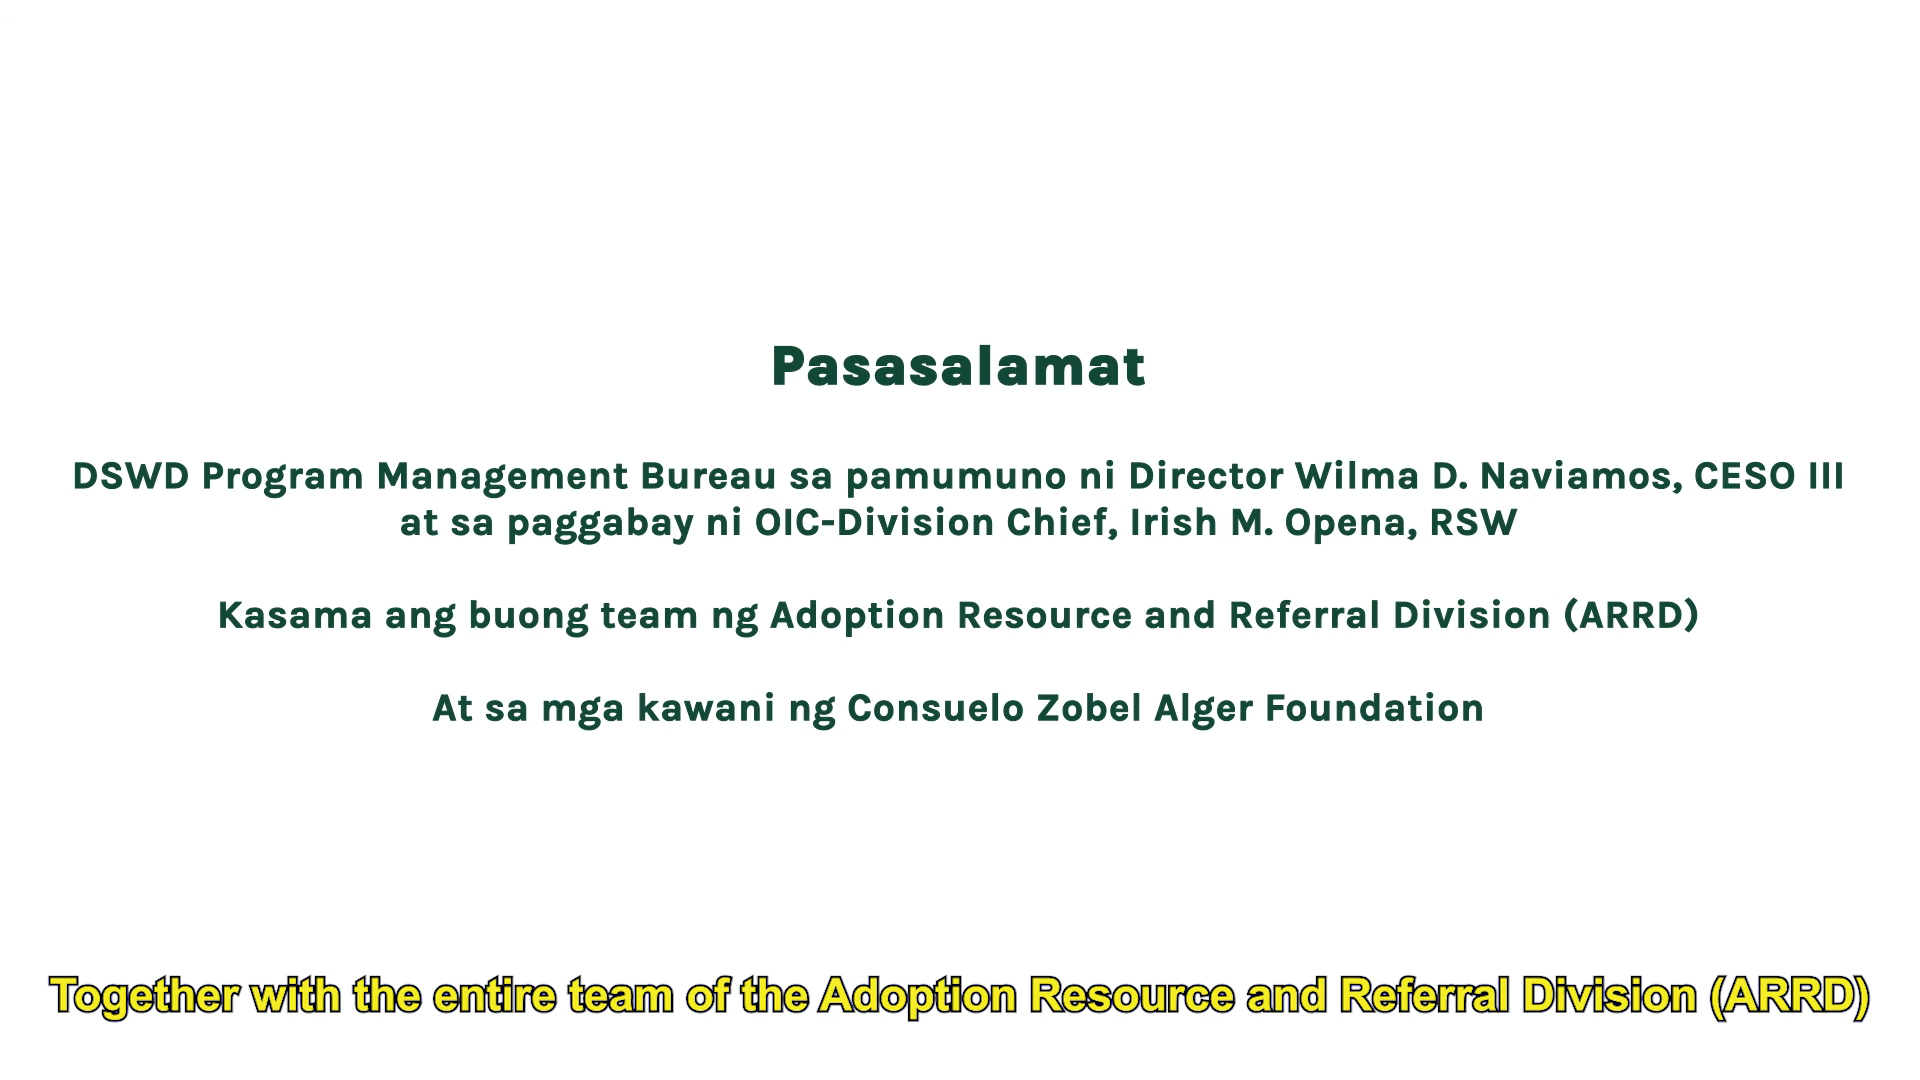 Pasasalamat
DSWD Program Management Bureau sa pamumuno ni Director Wilma D. Naviamos, CESO III
at sa paggabay ni OIC-Division Chief, Irish M. Opena, RSW
Kasama ang buong team ng Adoption Resource and Referral Division (ARRD)
At sa mga kawani ng Consuelo Zobel Alger Foundation
Together with the entire team of the Adoption Resource and Referral Division (ARRD)